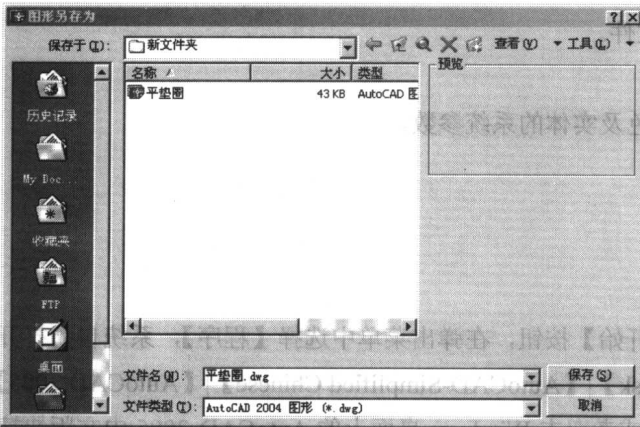 图形另存为
保存于(I):
新文件夹
查看(V)
工具(L)
历史记录
My Doc...
收藏夹
FTP
桌面
名称 大小 类型
平垫圈 43 KB AutoCAD 图
预览
文件名(N): 平垫圈.dwg
保存(S)
文件类型(T): AutoCAD 2004 图形 (*.dwg)
取消